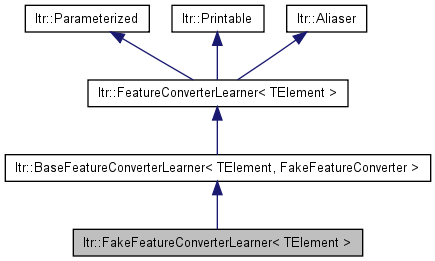 ltr::Parameterized
ltr::Printable
ltr::Aliaser
ltr::FeatureConverterLearner< TElement >
ltr::BaseFeatureConverterLearner< TElement, FakeFeatureConverter >
ltr::FakeFeatureConverterLearner< TElement >